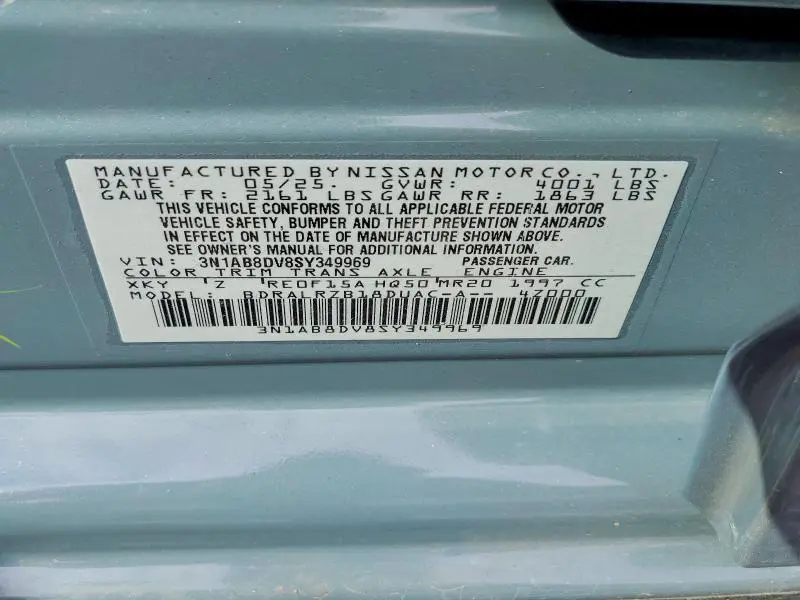 MANUFACTURED BY NISSAN MOTOR CO., LTD.
DATE: 05/25. GVWR: 4001 LBS
GAWR FR: 2161 LBS GAWR RR: 1863 LBS
THIS VEHICLE CONFORMS TO ALL APPLICABLE FEDERAL MOTOR
VEHICLE SAFETY, BUMPER AND THEFT PREVENTION STANDARDS
IN EFFECT ON THE DATE OF MANUFACTURE SHOWN ABOVE.
SEE OWNER'S MANUAL FOR ADDITIONAL INFORMATION
VIN: 3N1AB8DV8SY349969 PASSENGER CAR.
COLOR TRIM TRANS AXLE ENGINE
XKY Z RE0F15A HQ50 MR20 1997 CC
MODEL: BDRALRZB18DUAC-A-- 4Z000
3N1AB8DV8SY349969